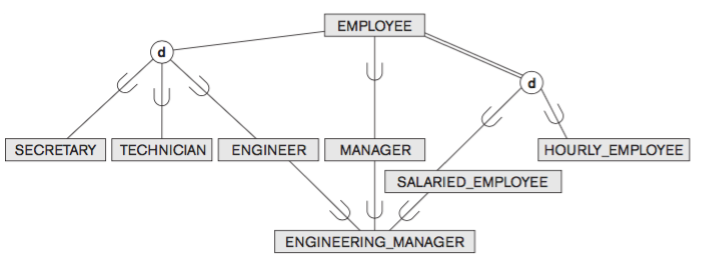 EMPLOYEE
d
d
SECRETARY
TECHNICIAN
ENGINEER
MANAGER
HOURLY_EMPLOYEE
SALARIED_EMPLOYEE
ENGINEERING_MANAGER